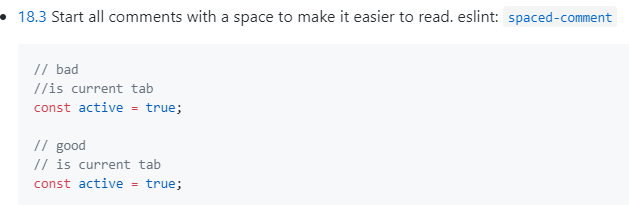 18.3 Start all comments with a space to make it easier to read. eslint: spaced-comment
// bad
//is current tab
const active = true;
// good
// is current tab
const active = true;